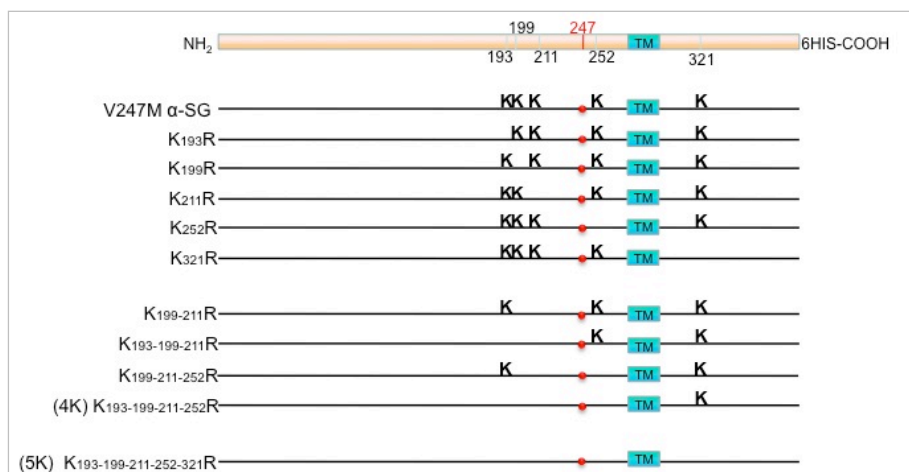 199 247
NH2 TM 6HIS-COOH
193 211 252 321
V247M α-SG KK K K TM K
K193R K K K TM K
K199R K K K TM K
K211R KK K TM K
K252R KK K TM K
K321R KK K K TM
K199-211R K K TM K
K193-199-211R K TM K
K199-211-252R K TM K
(4K) K193-199-211-252R TM K
(5K) K193-199-211-252-321R TM